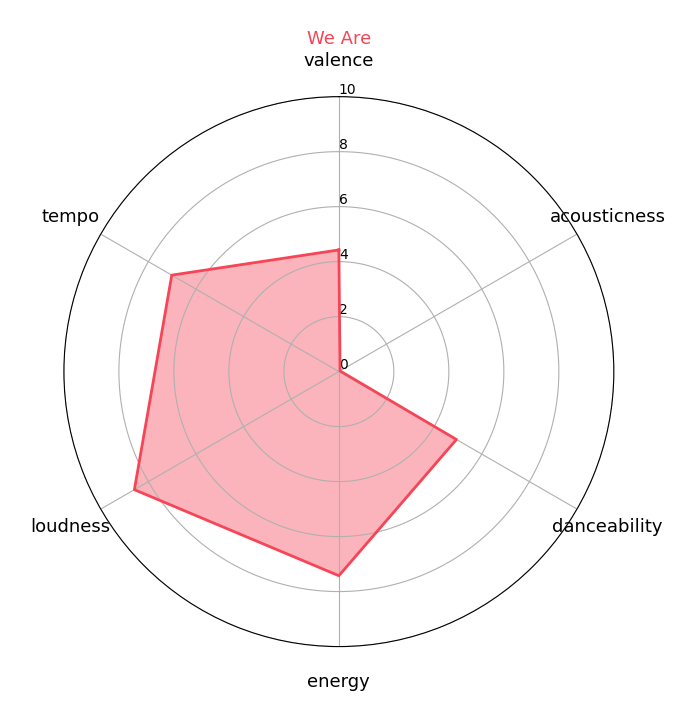 We Are
valence
10
8
tempo
6
acousticness
4
2
0
loudness
danceability
energy